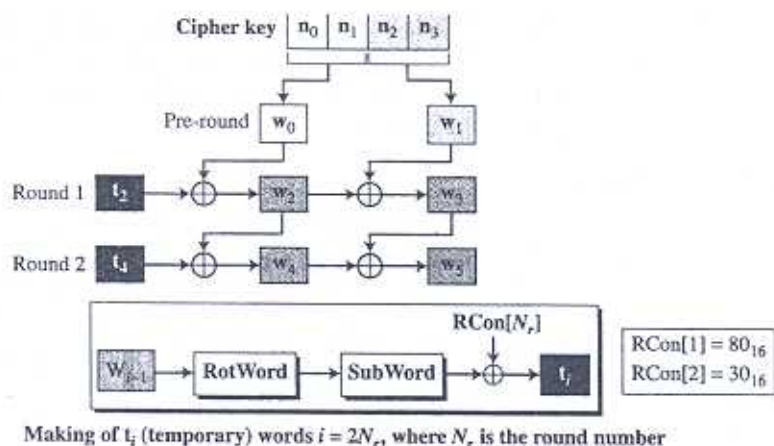 Cipher key n₀ n₁ n₂ n₃
Pre-round w₀ w₁
Round 1 t₂ w₂ w₃
Round 2 t₄ w₄ w₅
RCon[Nᵣ]
Wᵢ₋₁ RotWord SubWord tᵢ
RCon[1] = 80₁₆
RCon[2] = 30₁₆
Making of tᵢ (temporary) words i = 2Nᵣ, where Nᵣ is the round number